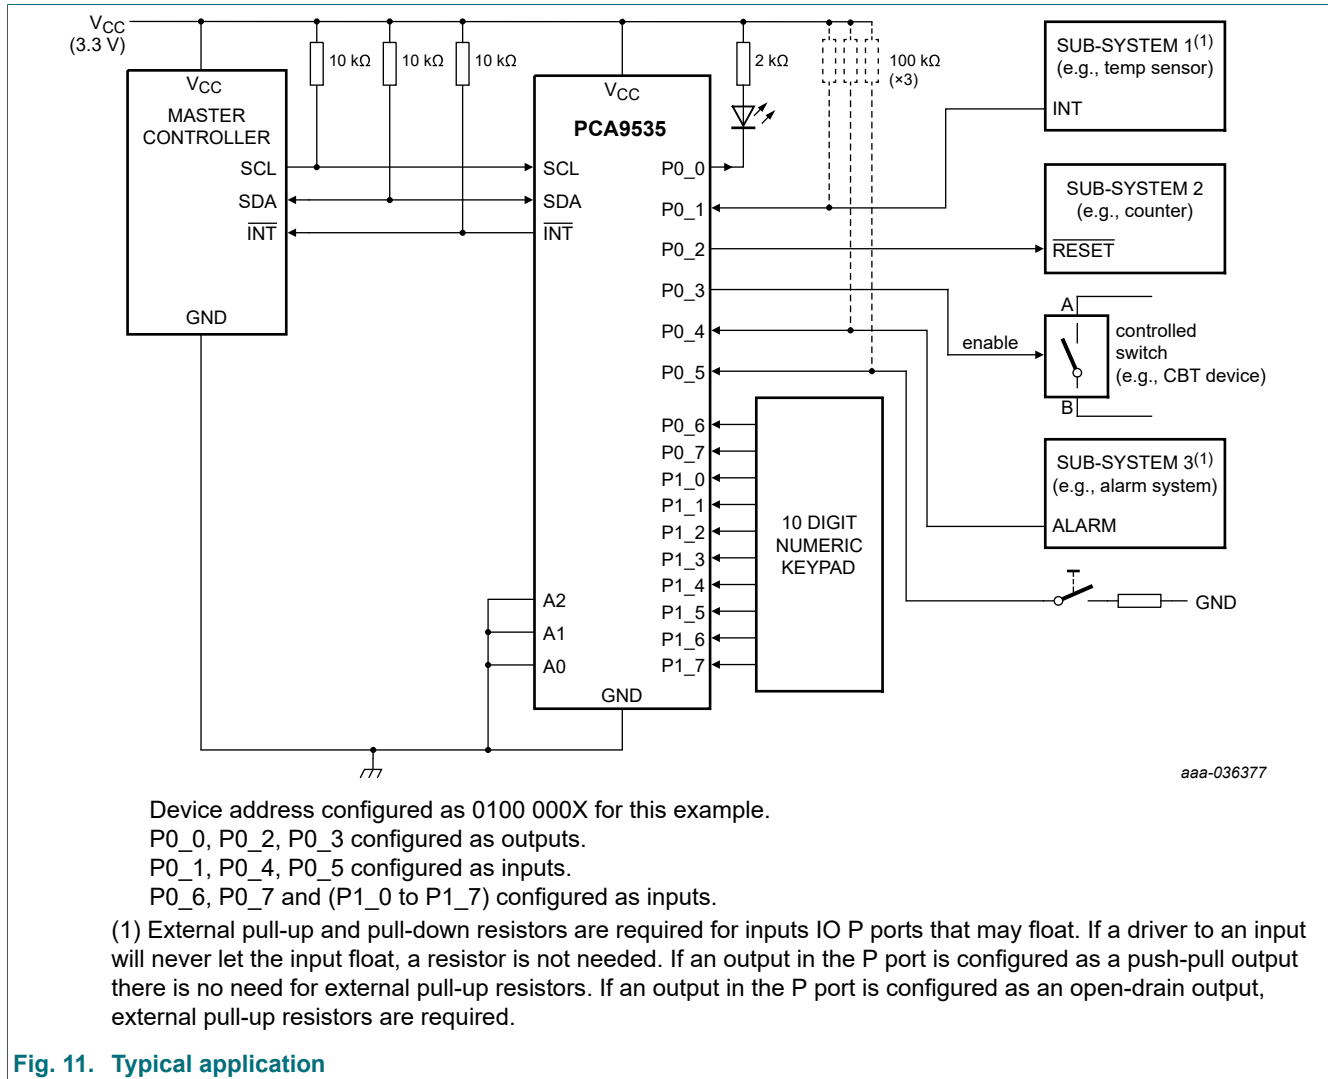 VCC
(3.3 V)
10 kΩ
10 kΩ
10 kΩ
2 kΩ
100 kΩ
(×3)
VCC
MASTER
CONTROLLER
SCL
SDA
INT
GND
VCC
PCA9535
SCL
SDA
INT
A2
A1
A0
GND
P0_0
P0_1
P0_2
P0_3
P0_4
P0_5
P0_6
P0_7
P1_0
P1_1
P1_2
P1_3
P1_4
P1_5
P1_6
P1_7
10 DIGIT
NUMERIC
KEYPAD
SUB-SYSTEM 1(1)
(e.g., temp sensor)
INT
SUB-SYSTEM 2
(e.g., counter)
RESET
A
enable
controlled
switch
(e.g., CBT device)
B
SUB-SYSTEM 3(1)
(e.g., alarm system)
ALARM
GND
aaa-036377
Device address configured as 0100 000X for this example.
P0_0, P0_2, P0_3 configured as outputs.
P0_1, P0_4, P0_5 configured as inputs.
P0_6, P0_7 and (P1_0 to P1_7) configured as inputs.
(1) External pull-up and pull-down resistors are required for inputs IO P ports that may float. If a driver to an input
will never let the input float, a resistor is not needed. If an output in the P port is configured as a push-pull output
there is no need for external pull-up resistors. If an output in the P port is configured as an open-drain output,
external pull-up resistors are required.
Fig. 11. Typical application